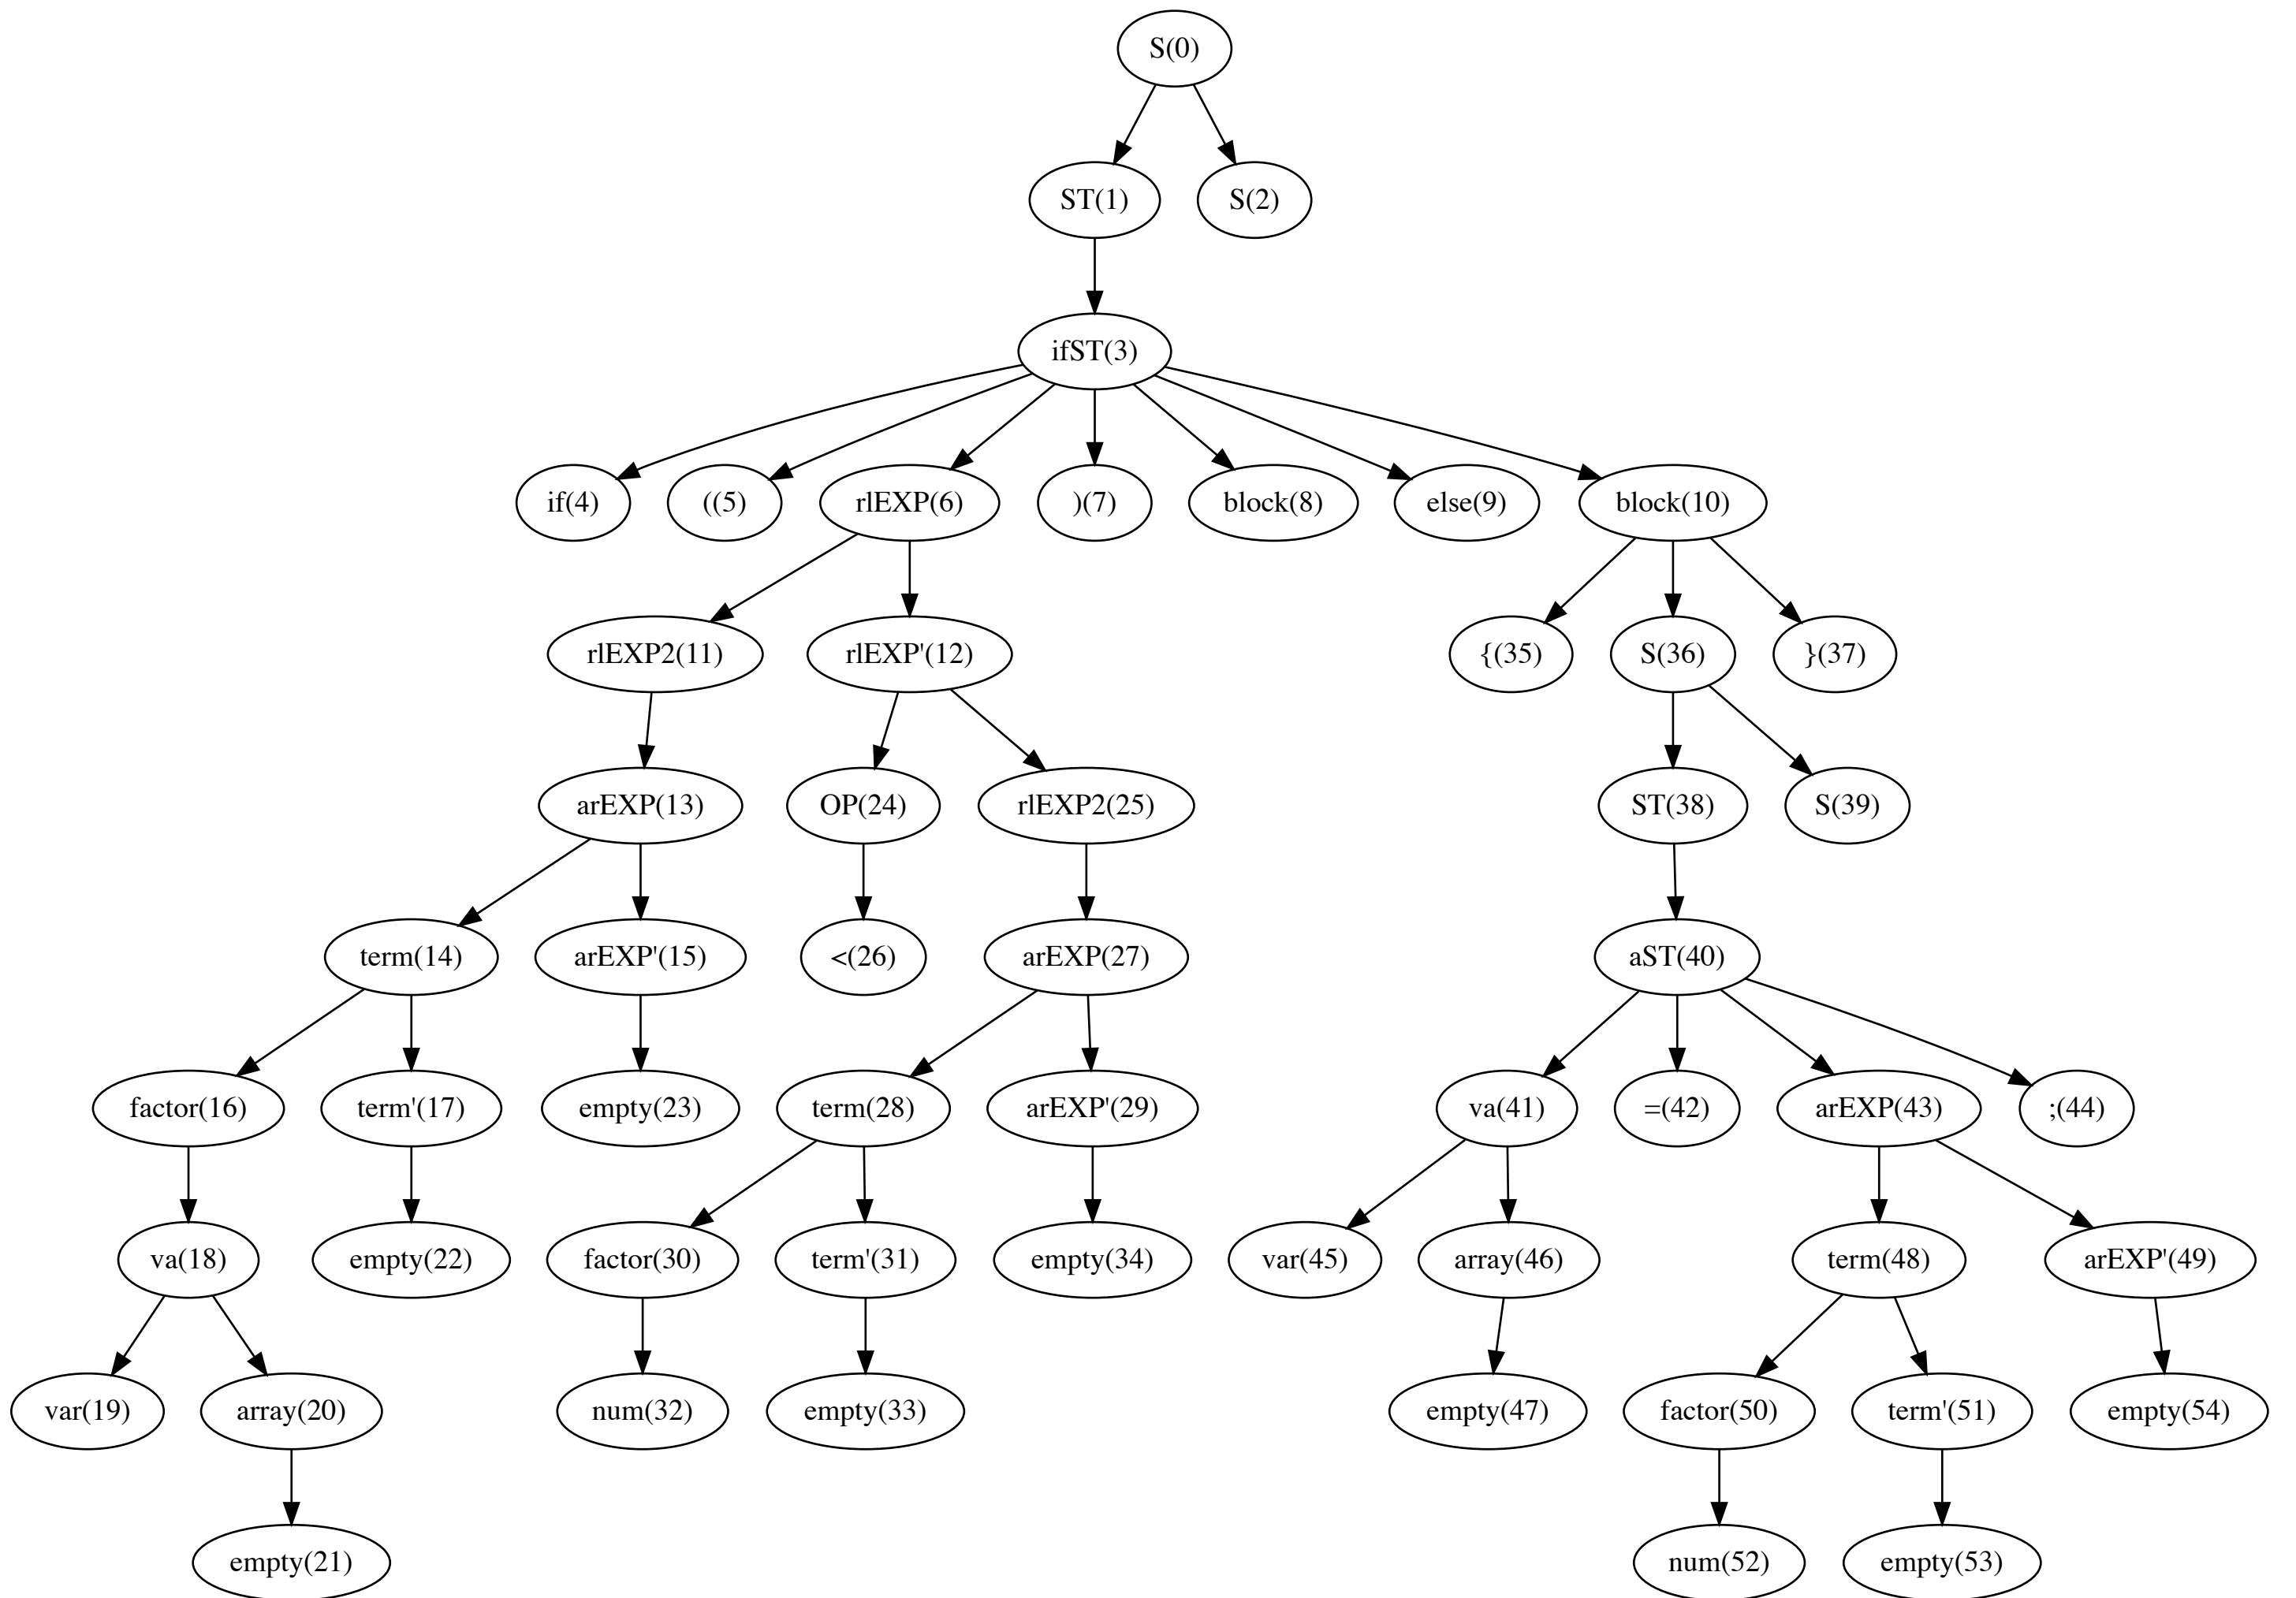 S(0)
ST(1) S(2)
ifST(3)
if(4) ((5) rlEXP(6) )(7) block(8) else(9) block(10)
rlEXP2(11) rlEXP'(12) {(35) S(36) }(37)
arEXP(13) OP(24) rlEXP2(25) ST(38) S(39)
term(14) arEXP'(15) <(26) arEXP(27) aST(40)
factor(16) term'(17) empty(23) term(28) arEXP'(29) va(41) =(42) arEXP(43) ;(44)
va(18) empty(22) factor(30) term'(31) empty(34) var(45) array(46) term(48) arEXP'(49)
var(19) array(20) num(32) empty(33) empty(47) factor(50) term'(51) empty(54)
empty(21) num(52) empty(53)